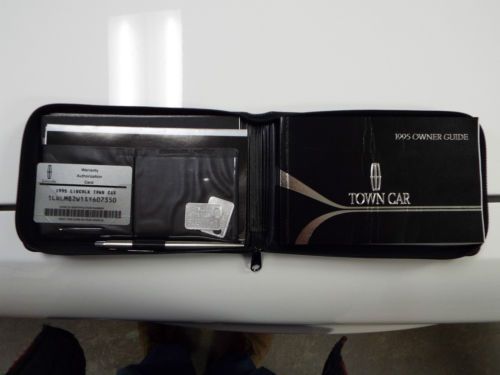 Warranty
Authorization
Card
1995 LINCOLN TOWN CAR
1995 OWNER GUIDE
TOWN CAR